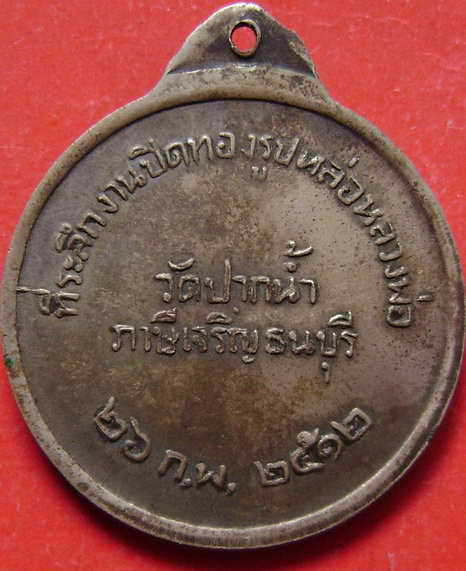 ที่ระลึกงานปิดทองรูปหล่อหลวงพ่อ
วัดปากน้ำ
ภาษีเจริญธนบุรี
๒๖ ก.พ. ๒๕๑๒